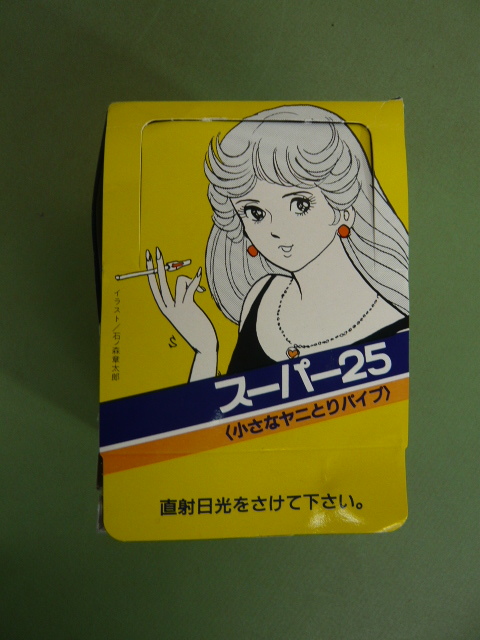 イラスト/石ノ森章太郎
スーパー25
〈小さなヤニとりパイプ〉
直射日光をさけて下さい。